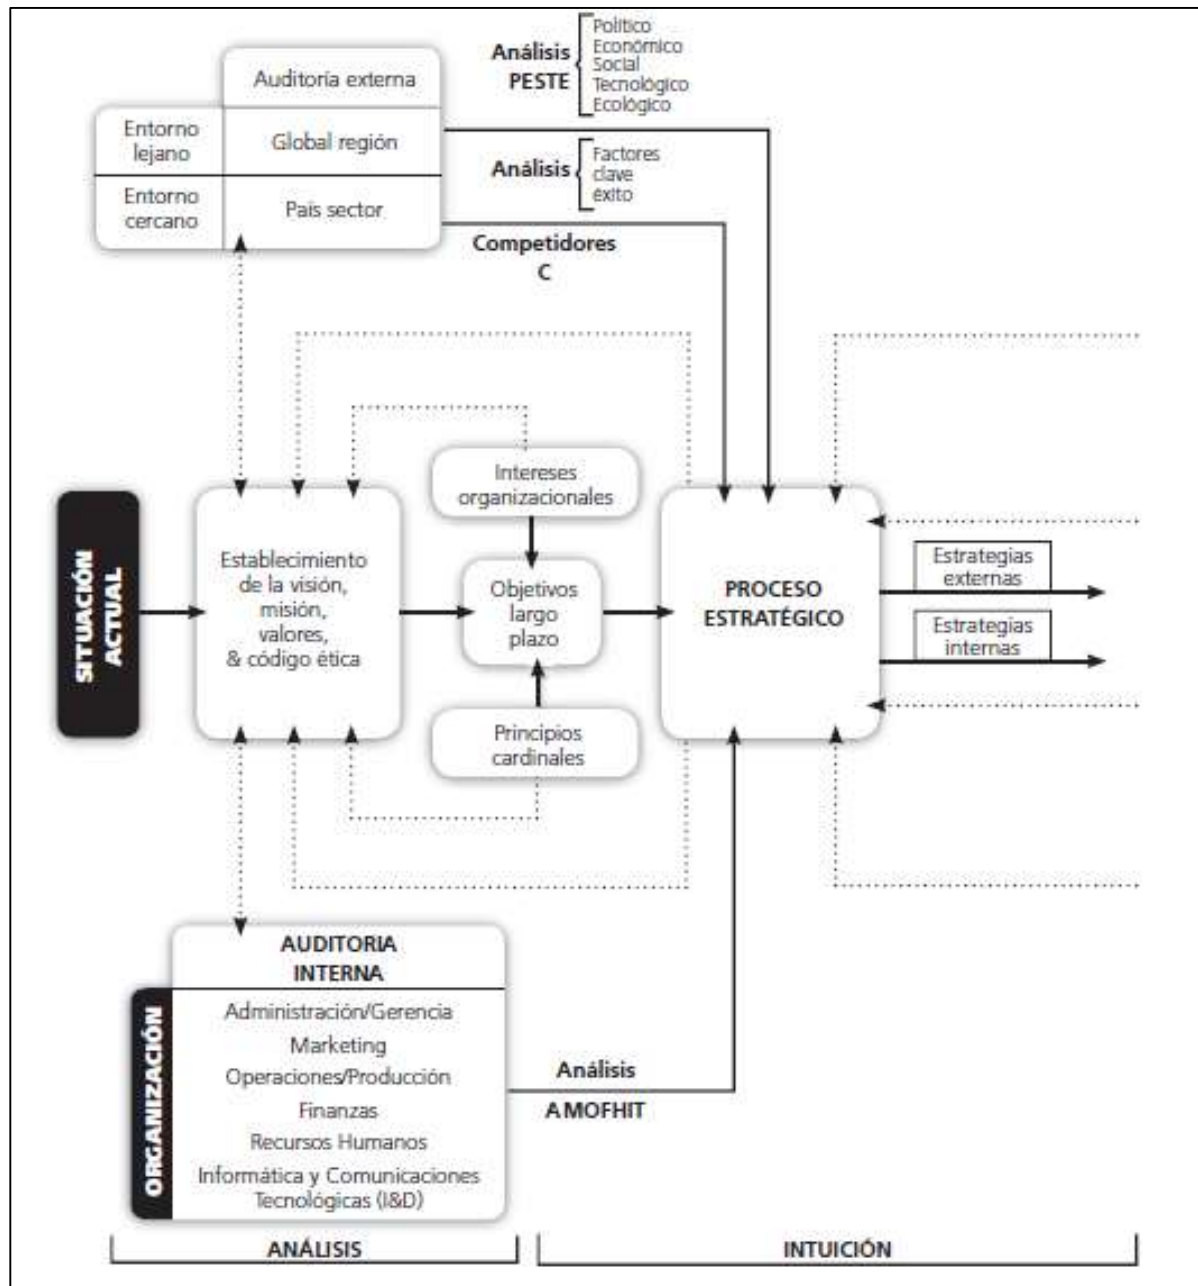 Auditoría externa
Entorno
lejano
Global región
Entorno
cercano
País sector
Análisis
PESTE
Político
Económico
Social
Tecnológico
Ecológico
Análisis
Factores
clave
éxito
Competidores
C
SITUACIÓN
ACTUAL
Establecimiento
de la visión,
misión,
valores,
& código ética
Intereses
organizacionales
Objetivos
largo
plazo
Principios
cardinales
PROCESO
ESTRATÉGICO
Estrategias
externas
Estrategias
internas
AUDITORIA
INTERNA
ORGANIZACIÓN
Administración/Gerencia
Marketing
Operaciones/Producción
Finanzas
Recursos Humanos
Informática y Comunicaciones
Tecnológicas (I&D)
Análisis
AMOFHIT
ANÁLISIS
INTUICIÓN